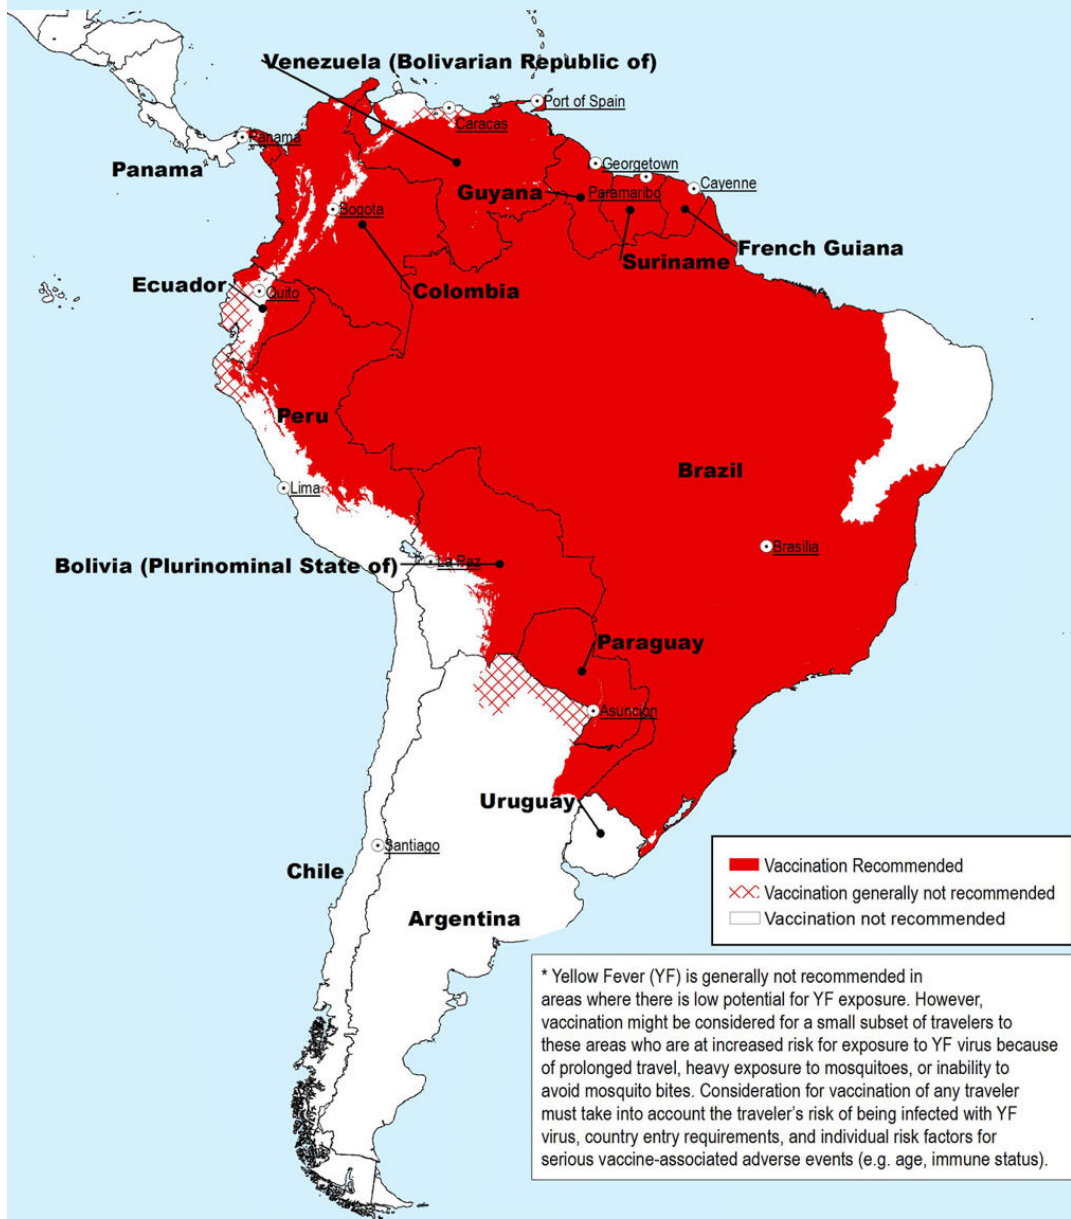 Venezuela (Bolivarian Republic of)
Port of Spain
Caracas
Panama
Panama
Georgetown
Cayenne
Guyana
Paramaribo
Bogota
French Guiana
Suriname
Ecuador
Quito
Colombia
Peru
Brazil
Lima
Brasilia
Bolivia (Plurinominal State of)
La Paz
Paraguay
Asuncion
Uruguay
Santiago
Chile
Argentina
Vaccination Recommended
Vaccination generally not recommended
Vaccination not recommended
* Yellow Fever (YF) is generally not recommended in
areas where there is low potential for YF exposure. However,
vaccination might be considered for a small subset of travelers to
these areas who are at increased risk for exposure to YF virus because
of prolonged travel, heavy exposure to mosquitoes, or inability to
avoid mosquito bites. Consideration for vaccination of any traveler
must take into account the traveler's risk of being infected with YF
virus, country entry requirements, and individual risk factors for
serious vaccine-associated adverse events (e.g. age, immune status).